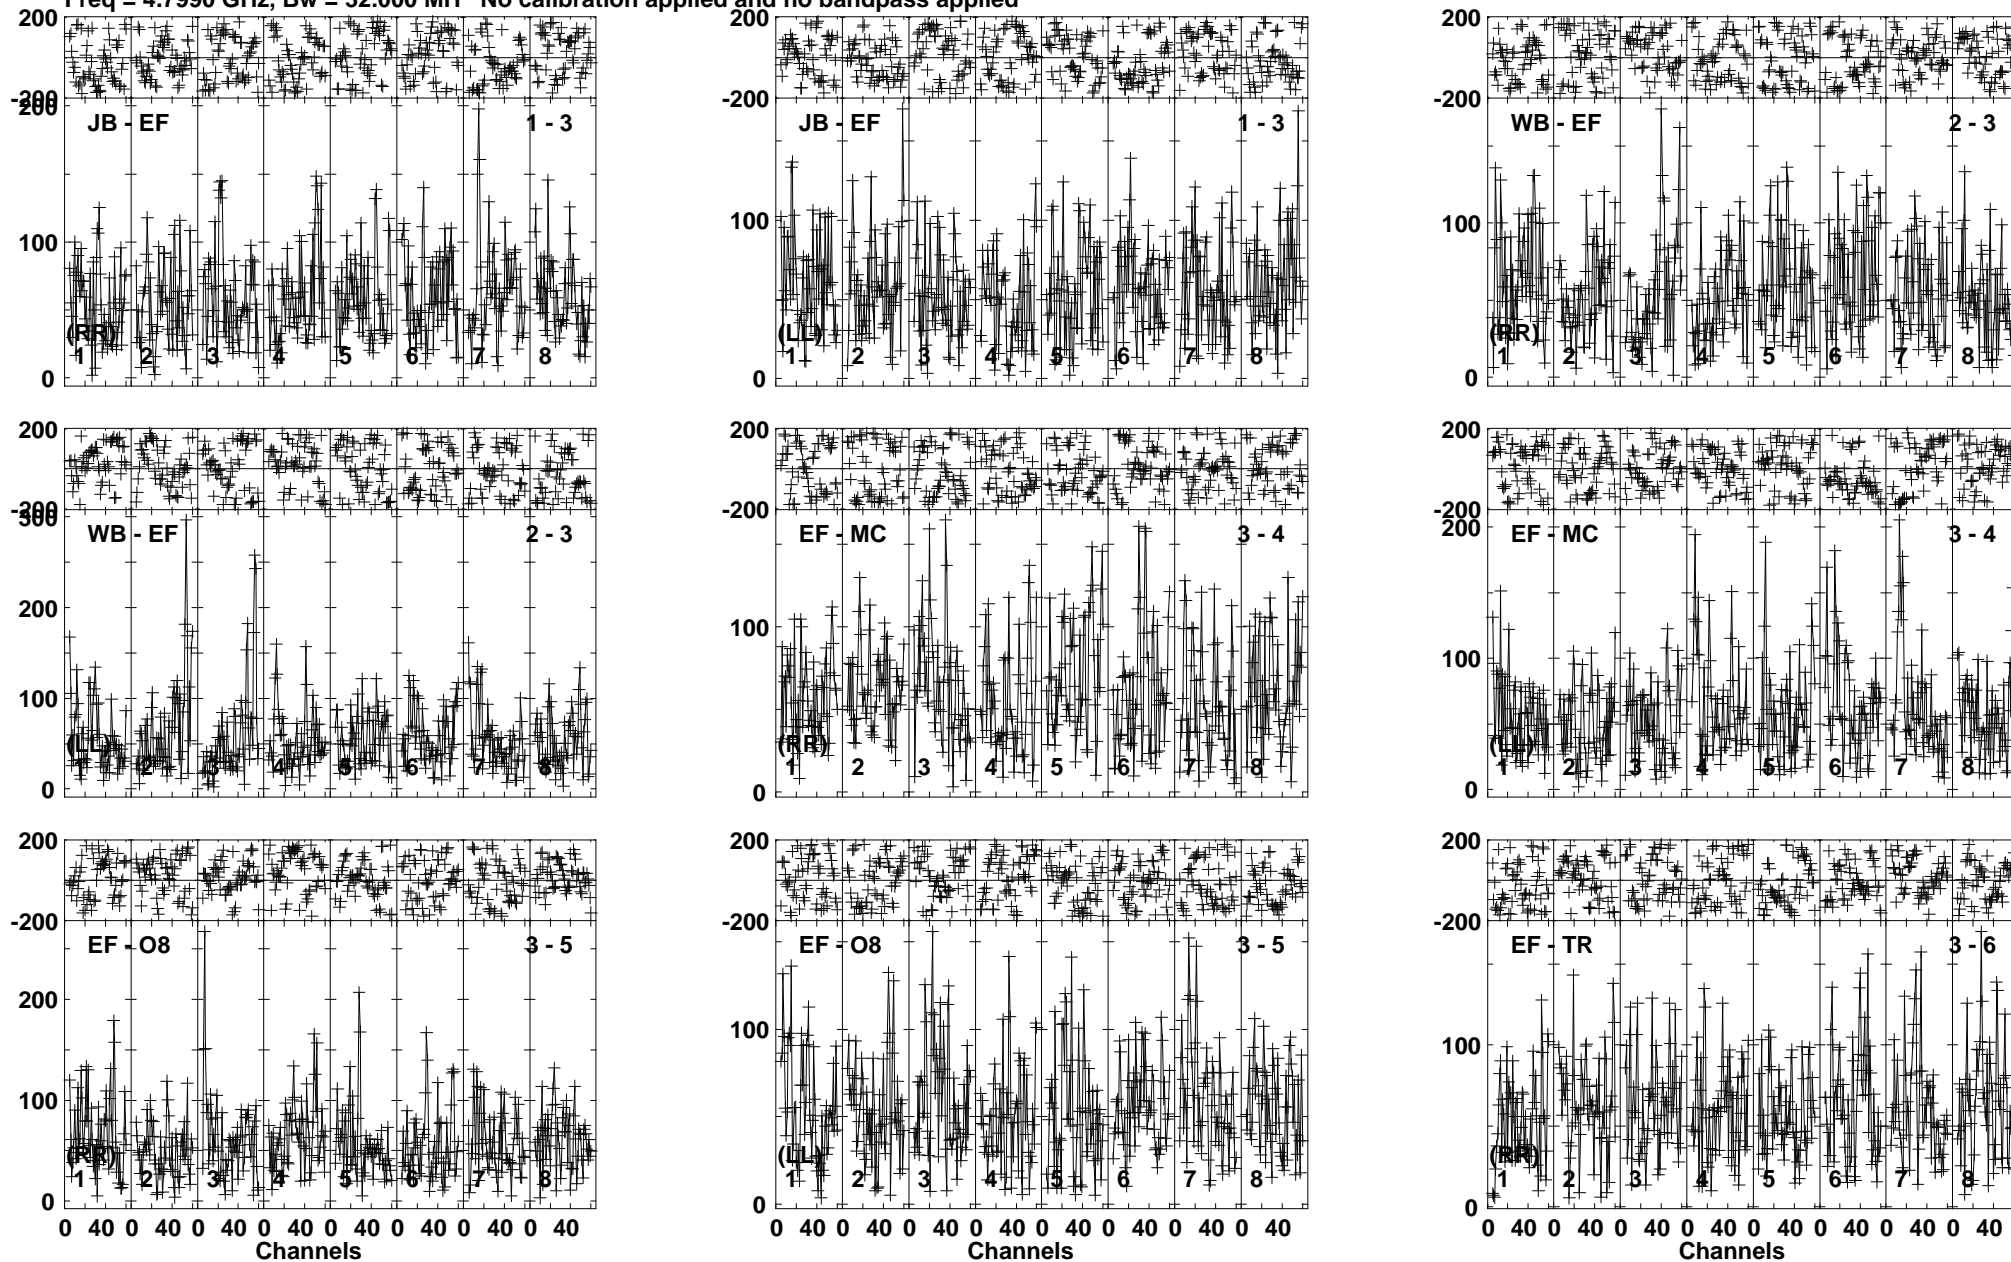 Freq = 4.7990 GHz, Bw = 32.000 MH No calibration applied and no bandpass applied
200 200 200
-200 -200 -200
200
JB - EF 1 - 3 JB - EF 1 - 3 WB - EF 2 - 3
100 100 100
(RR) (LL) (RR)
1 2 3 4 5 6 7 8 1 2 3 4 5 6 7 8 1 2 3 4 5 6 7 8
0 0 0
200 200 200
-200 -200 -200
300 200
WB - EF 2 - 3 EF - MC 3 - 4 EF - MC 3 - 4
200
100 100 100
(LL) (RR) (LL)
1 2 3 4 5 6 7 8 1 2 3 4 5 6 7 8 1 2 3 4 5 6 7 8
0 0 0
200 200 200
-200 -200 -200
EF - O8 3 - 5 EF - O8 3 - 5 EF - TR 3 - 6
200
100 100 100
(RR) (LL) (RR)
1 2 3 4 5 6 7 8 1 2 3 4 5 6 7 8 1 2 3 4 5 6 7 8
0 0 0
0 40 0 40 0 40 0 40 0 40 0 40 0 40 0 40 0 40 0 40 0 40 0 40 0 40 0 40 0 40 0 40 0 40 0 40 0 40 0 40 0 40 0 40 0 40 0 40
Channels Channels